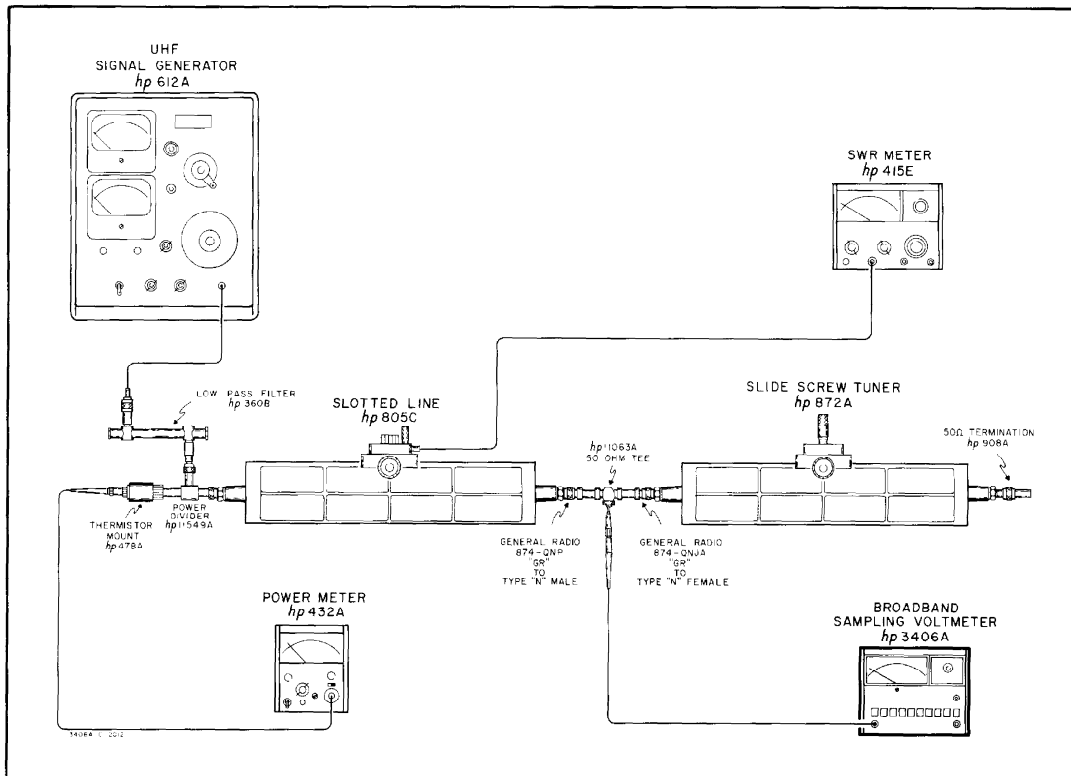 UHF
SIGNAL GENERATOR
hp 612A
SWR METER
hp 415E
LOW PASS FILTER
hp 360B
SLOTTED LINE
hp 805C
SLIDE SCREW TUNER
hp 872A
hp 11063A
50 OHM TEE
50Ω TERMINATION
hp 908A
THERMISTOR
MOUNT
hp 478A
POWER
DIVIDER
hp 11549A
GENERAL RADIO
874-QNP
"GR"
TO
TYPE "N" MALE
GENERAL RADIO
874-QNJA
"GR"
TO
TYPE "N" FEMALE
POWER METER
hp 432A
BROADBAND
SAMPLING VOLTMETER
hp 3406A
3406A C 2012